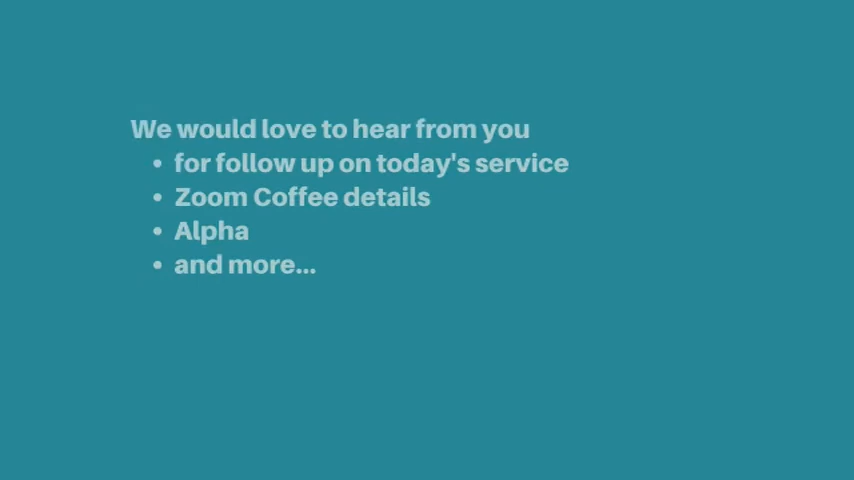 We would love to hear from you
• for follow up on today's service
• Zoom Coffee details
• Alpha
• and more...